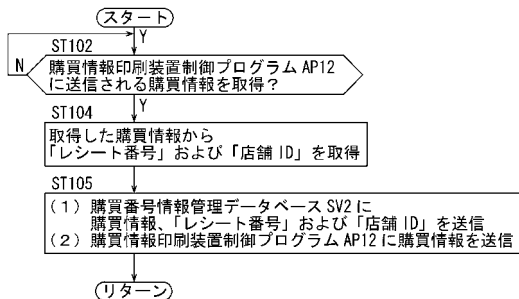 スタート
Y
ST102
N
購買情報印刷装置制御プログラム AP12
に送信される購買情報を取得？
Y
ST104
取得した購買情報から
「レシート番号」および「店舗 ID」を取得
ST105
（１）購買番号情報管理データベース SV2 に
購買情報、「レシート番号」および「店舗 ID」を送信
（２）購買情報印刷装置制御プログラム AP12 に購買情報を送信
リターン